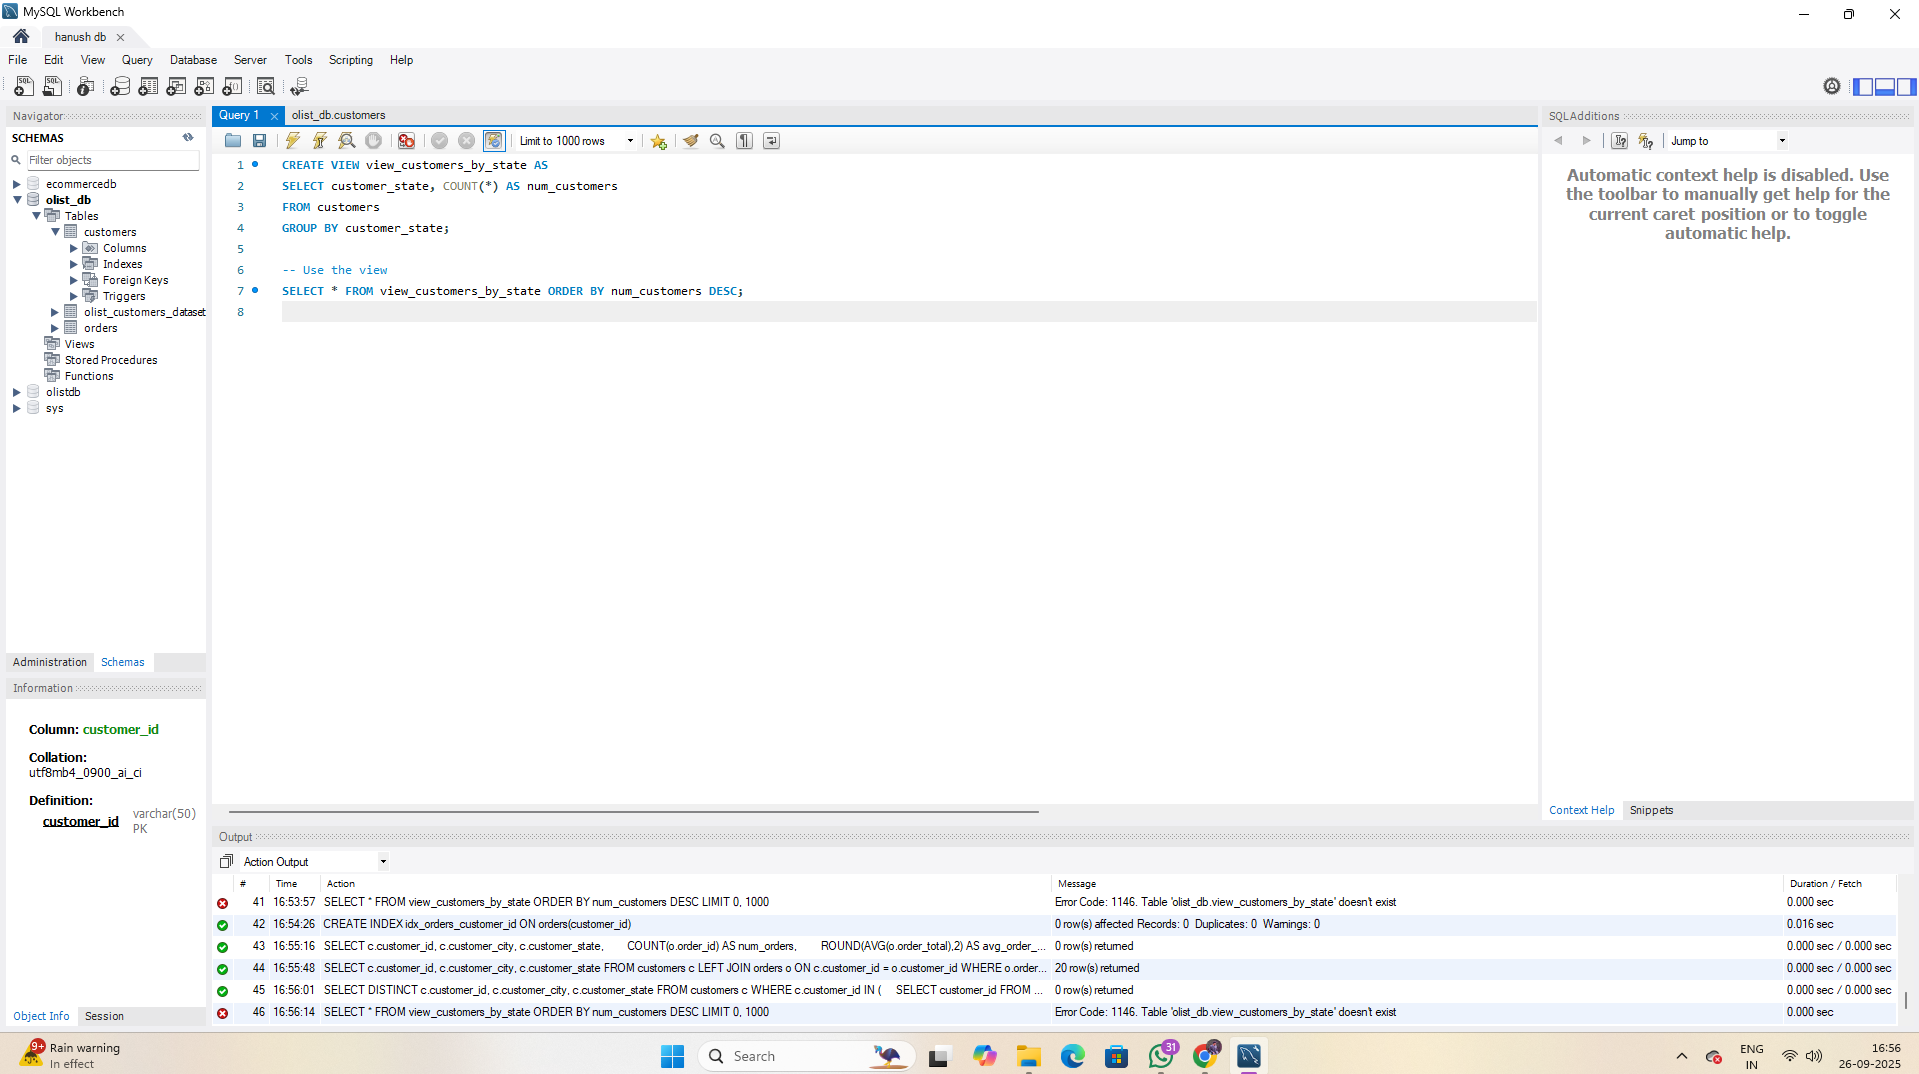 MySQL Workbench
hanush db
File Edit View Query Database Server Tools Scripting Help
Navigator
SCHEMAS
Filter objects
ecommercedb
olist_db
Tables
customers
Columns
Indexes
Foreign Keys
Triggers
olist_customers_dataset
orders
Views
Stored Procedures
Functions
olistdb
sys
Administration Schemas
Information
Column: customer_id
Collation:
utf8mb4_0900_ai_ci
Definition:
customer_id varchar(50)
PK
Object Info Session
Query 1 olist_db.customers
Limit to 1000 rows
1 CREATE VIEW view_customers_by_state AS
2 SELECT customer_state, COUNT(*) AS num_customers
3 FROM customers
4 GROUP BY customer_state;
5
6 -- Use the view
7 SELECT * FROM view_customers_by_state ORDER BY num_customers DESC;
8
SQLAdditions
Jump to
Automatic context help is disabled. Use
the toolbar to manually get help for the
current caret position or to toggle
automatic help.
Context Help Snippets
Output
Action Output
# Time Action Message Duration / Fetch
41 16:53:57 SELECT * FROM view_customers_by_state ORDER BY num_customers DESC LIMIT 0, 1000 Error Code: 1146. Table 'olist_db.view_customers_by_state' doesn't exist 0.000 sec
42 16:54:26 CREATE INDEX idx_orders_customer_id ON orders(customer_id) 0 row(s) affected Records: 0 Duplicates: 0 Warnings: 0 0.016 sec
43 16:55:16 SELECT c.customer_id, c.customer_city, c.customer_state, COUNT(o.order_id) AS num_orders, ROUND(AVG(o.order_total),2) AS avg_order_... 0 row(s) returned 0.000 sec / 0.000 sec
44 16:55:48 SELECT c.customer_id, c.customer_city, c.customer_state FROM customers c LEFT JOIN orders o ON c.customer_id = o.customer_id WHERE o.order... 20 row(s) returned 0.000 sec / 0.000 sec
45 16:56:01 SELECT DISTINCT c.customer_id, c.customer_city, c.customer_state FROM customers c WHERE c.customer_id IN ( SELECT customer_id FROM ... 0 row(s) returned 0.000 sec / 0.000 sec
46 16:56:14 SELECT * FROM view_customers_by_state ORDER BY num_customers DESC LIMIT 0, 1000 Error Code: 1146. Table 'olist_db.view_customers_by_state' doesn't exist 0.000 sec
9+
Rain warning
In effect
Search
31
ENG
IN
16:56
26-09-2025